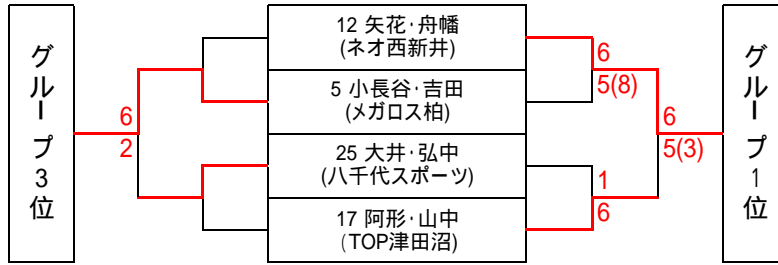 グループ3位
6
2
12 矢花・舟幡
(ネオ西新井)
5 小長谷・吉田
(メガロス柏)
25 大井・弘中
(八千代スポーツ)
17 阿形・山中
(TOP津田沼)
6
5(8)
1
6
6
5(3)
グループ1位